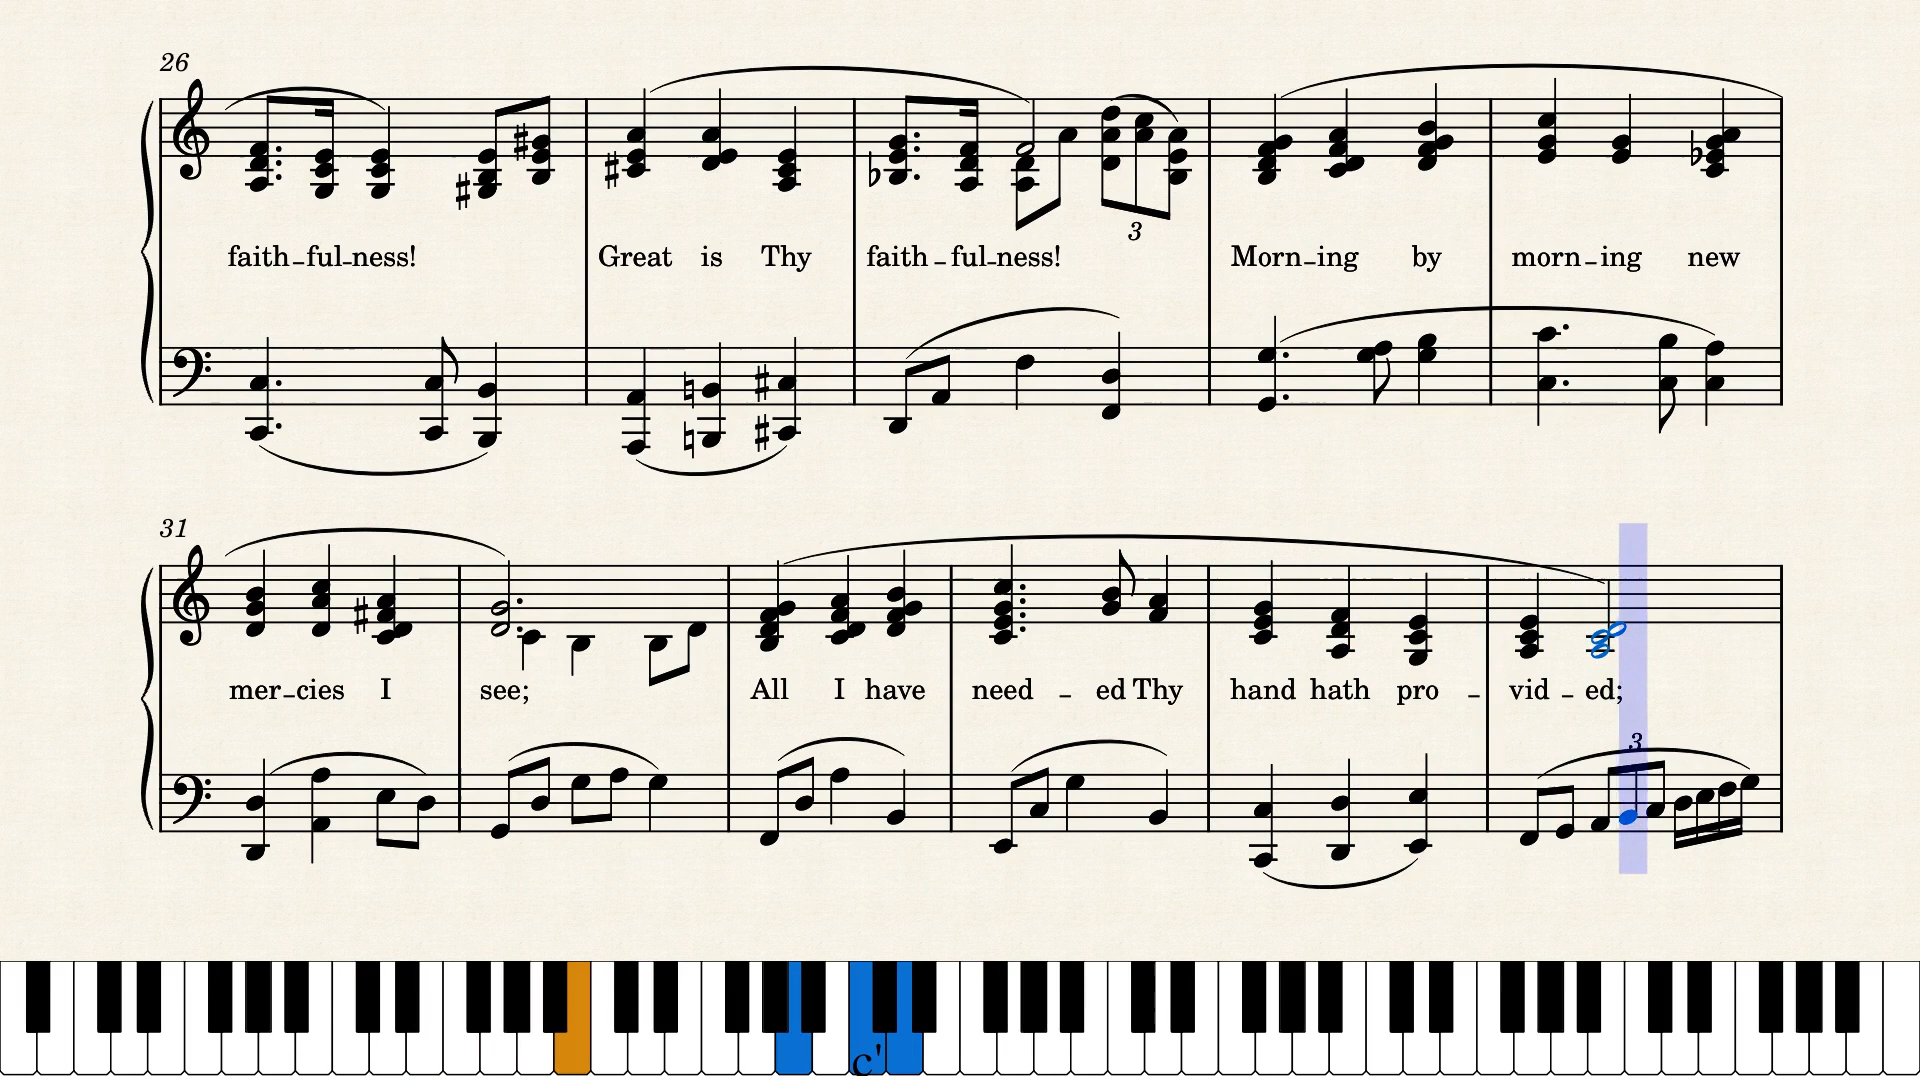 26
3
faith-ful-ness! Great is Thy faith-ful-ness! Morn-ing by morn-ing new
31
mer-cies I see; All I have need-ed Thy hand hath pro-vid-ed;
3
c'